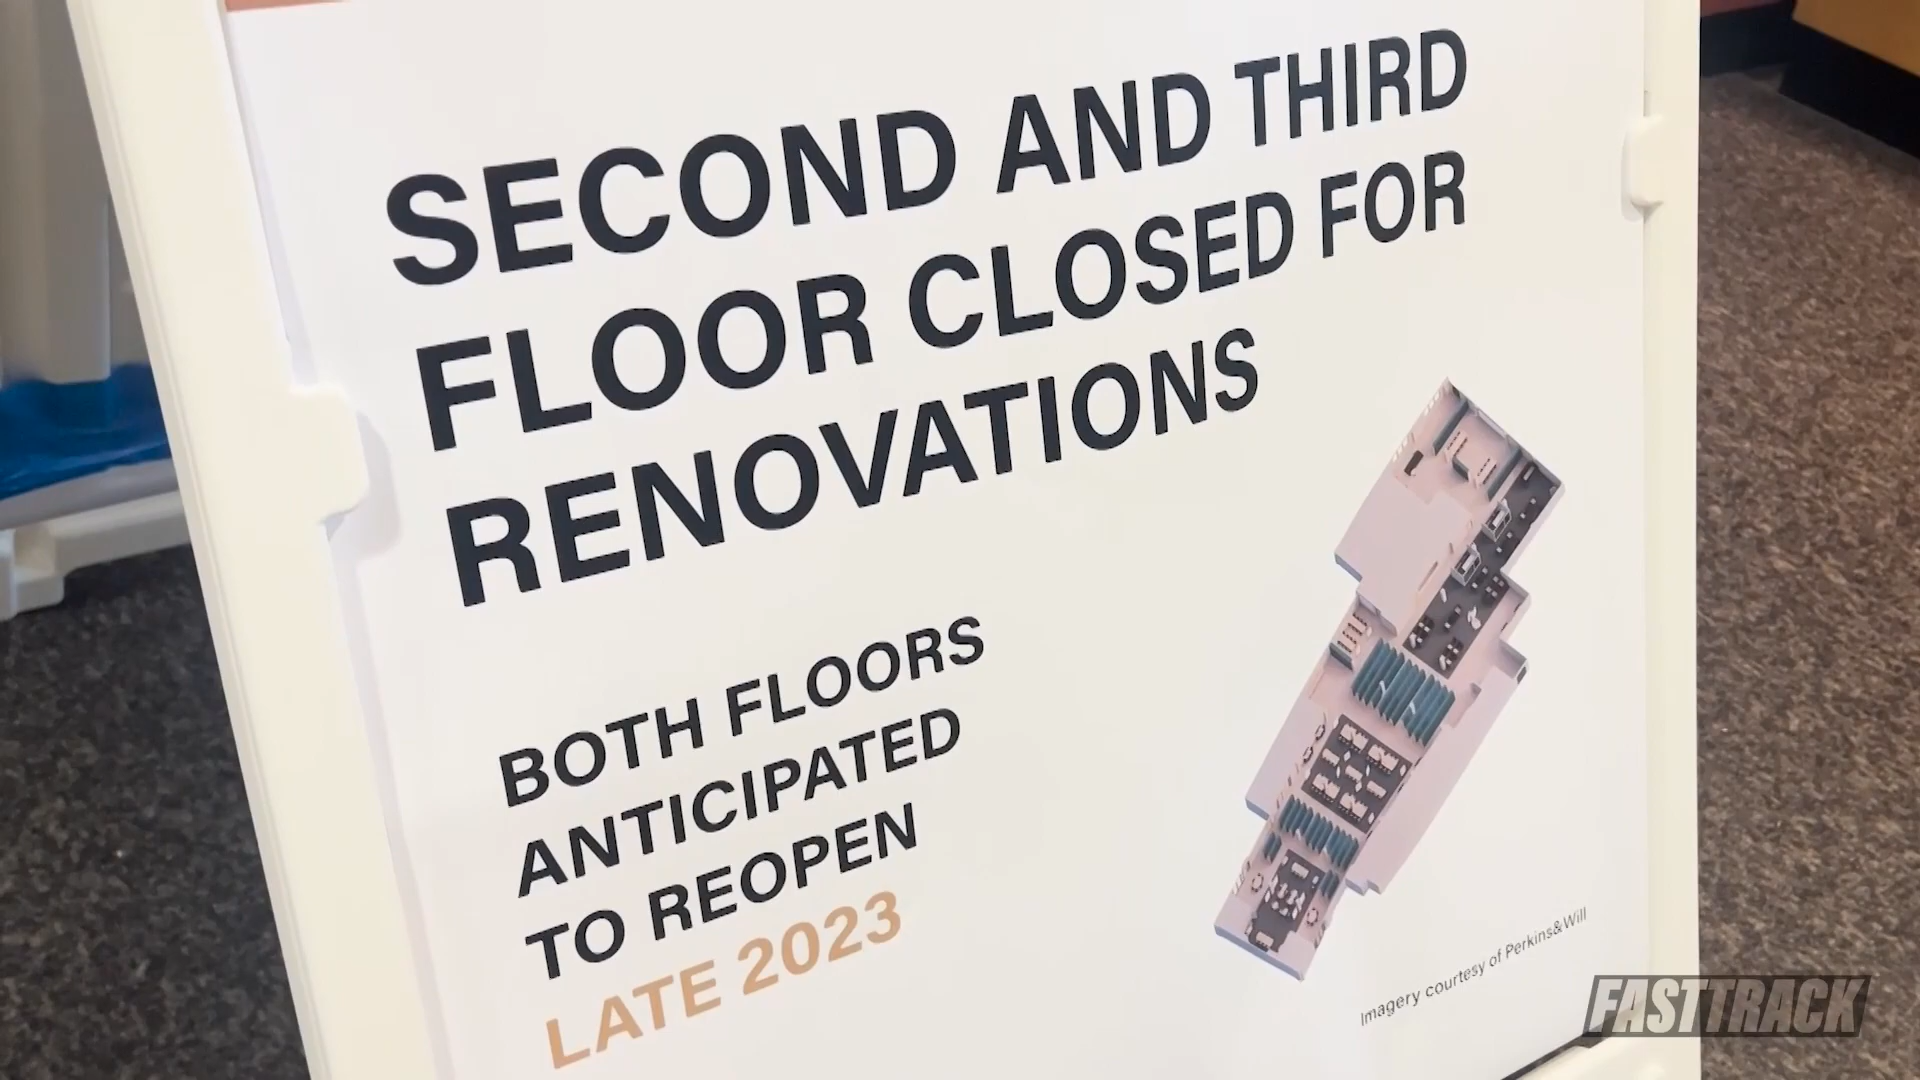 SECOND AND THIRD
FLOOR CLOSED FOR
RENOVATIONS
BOTH FLOORS
ANTICIPATED
TO REOPEN
LATE 2023
Imagery courtesy of Perkins&Will
FASTTRACK